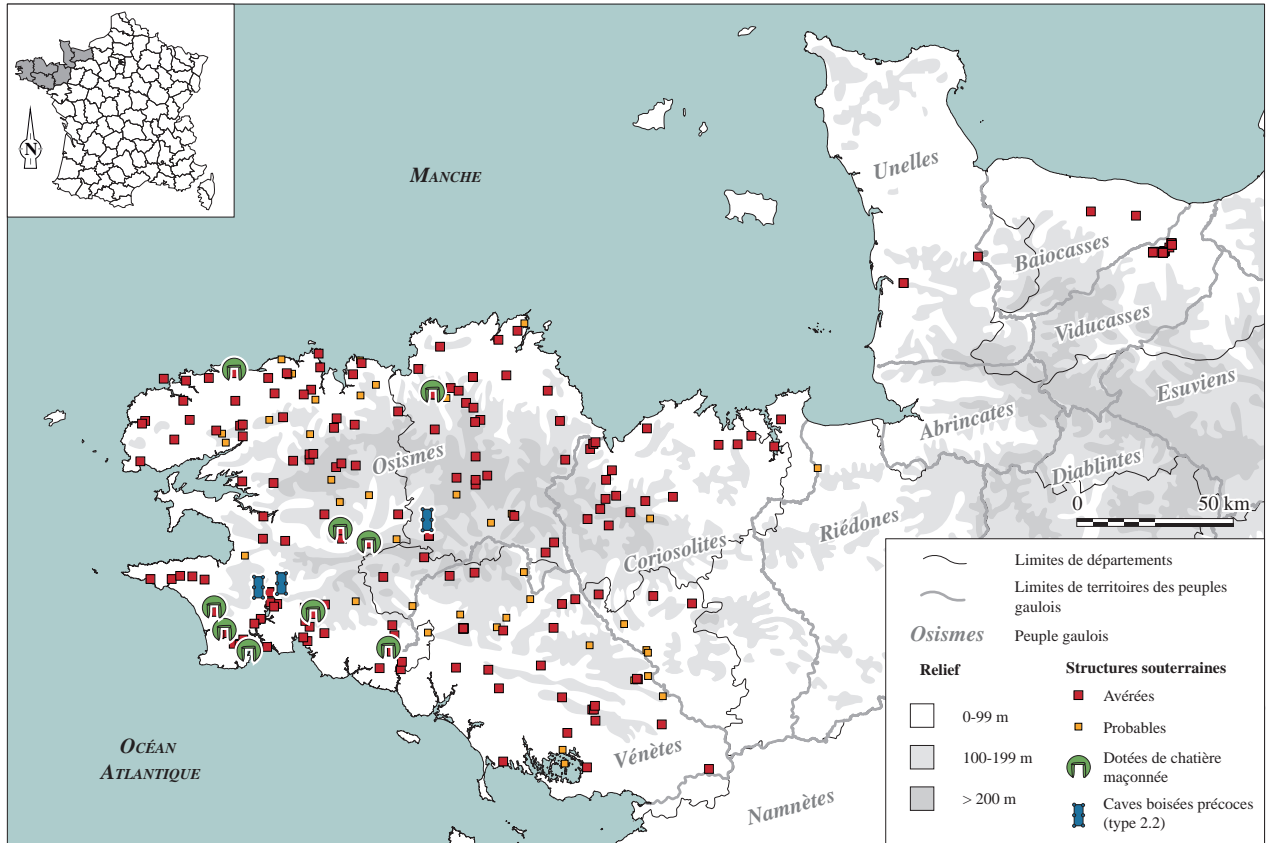 N
MANCHE
OCÉAN
ATLANTIQUE
Unelles
Baiocasses
Viducasses
Esuviens
Abrincates
Diablintes
Osismes
Riédones
Coriosolites
Vénètes
Namnètes
0 50 km
Limites de départements
Limites de territoires des peuples
gaulois
Osismes Peuple gaulois
Relief
0-99 m
100-199 m
> 200 m
Structures souterraines
Avérées
Probables
Dotées de chatière
maçonnée
Caves boisées précoces
(type 2.2)